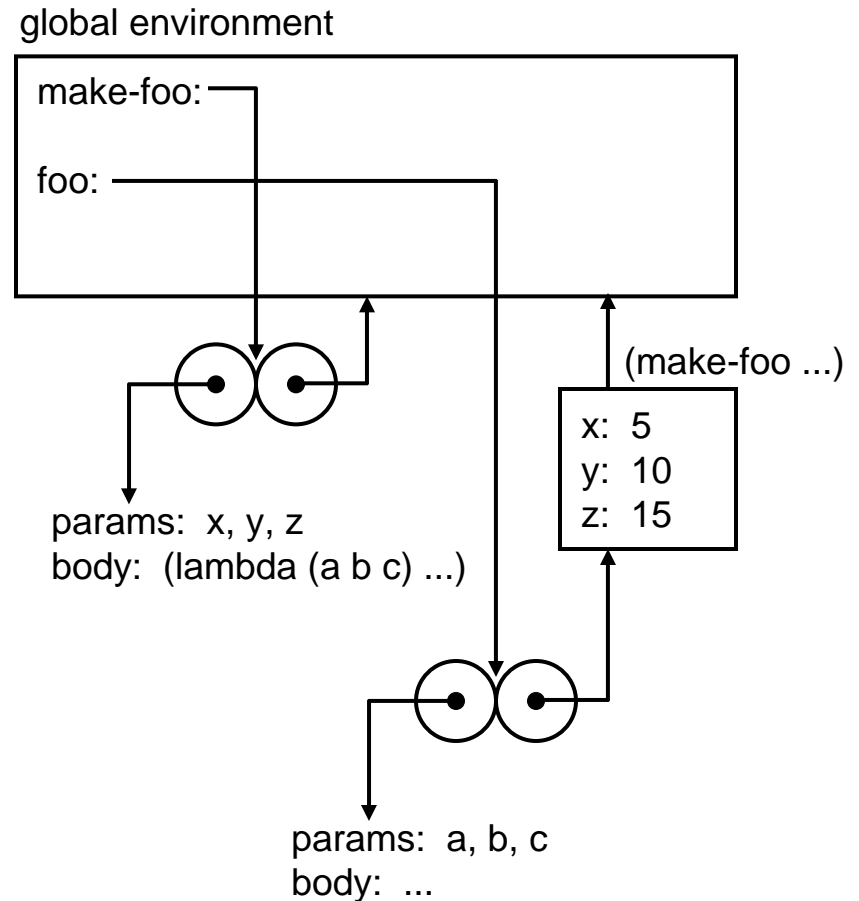 global environment
make-foo:
foo:
(make-foo ...)
x: 5
y: 10
z: 15
params: x, y, z
body: (lambda (a b c) ...)
params: a, b, c
body: ...